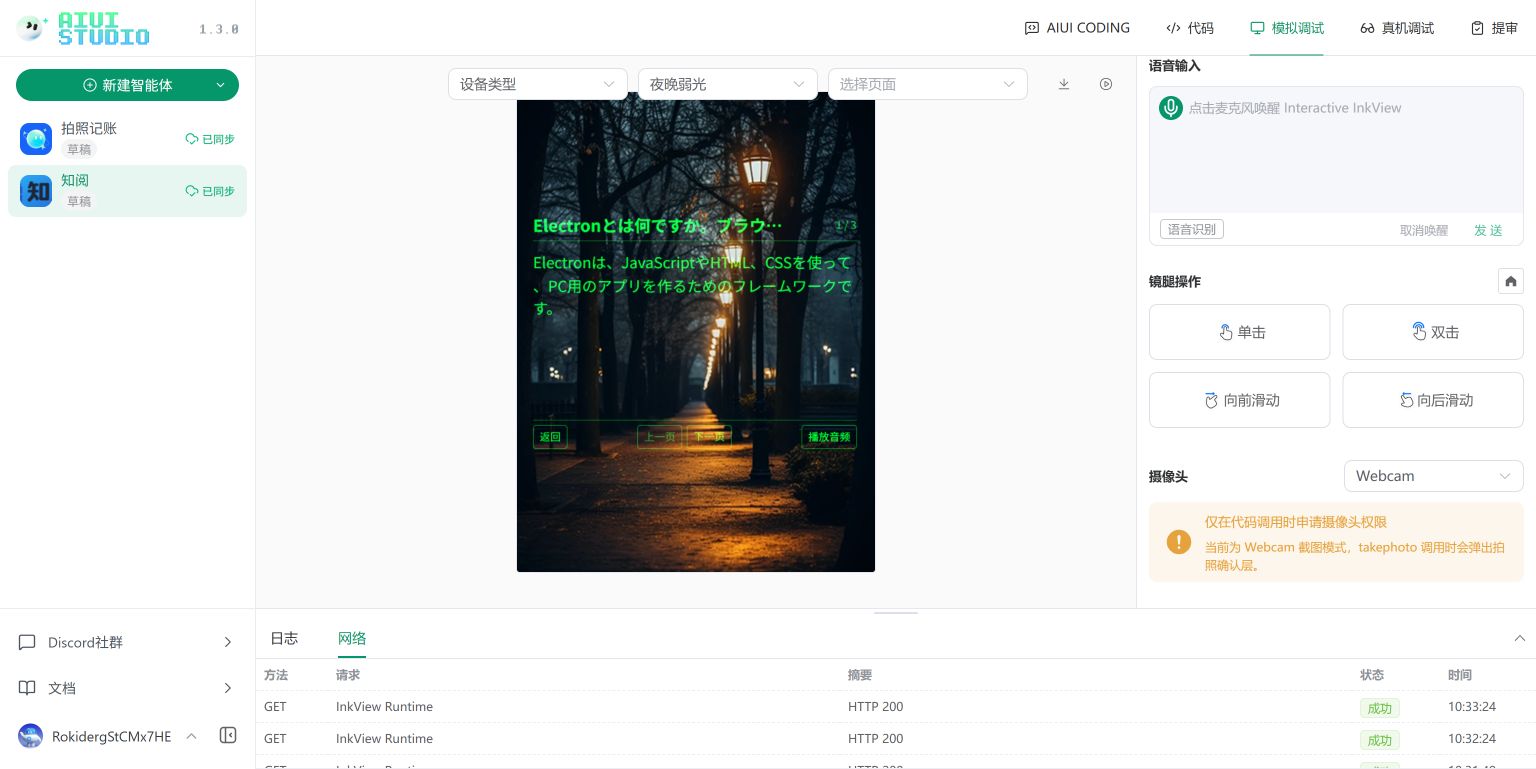 AIUI
STUDIO
1.3.0
AIUI CODING
代码
模拟调试
真机调试
提审
新建智能体
拍照记账
草稿
已同步
知
知阅
草稿
已同步
Discord社群
文档
RokidergStCMx7HE
设备类型
夜晚弱光
选择页面
Electronとは何ですか。ブラウ…
1/3
Electronは、JavaScriptやHTML、CSSを使って
、PC用のアプリを作るためのフレームワークで
す。
返回
上一页
下一页
播放音频
语音输入
点击麦克风唤醒 Interactive InkView
语音识别
取消唤醒
发 送
镜腿操作
单击
双击
向前滑动
向后滑动
摄像头
Webcam
仅在代码调用时申请摄像头权限
当前为 Webcam 截图模式，takephoto 调用时会弹出拍
照确认层。
日志
网络
方法 请求 摘要 状态 时间
GET InkView Runtime HTTP 200 成功 10:33:24
GET InkView Runtime HTTP 200 成功 10:32:24